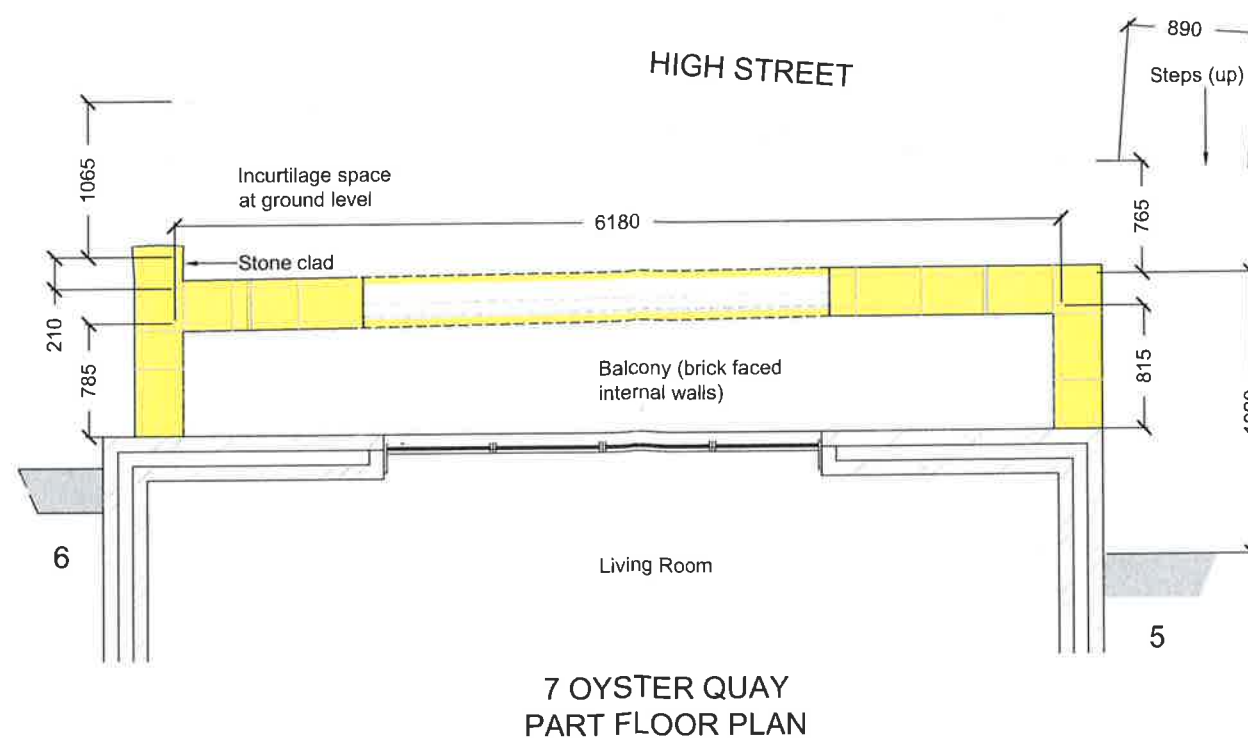 890
HIGH STREET
Steps (up)
1065
Incurtilage space
at ground level
6180
765
Stone clad
210
785
Balcony (brick faced
internal walls)
815
6
Living Room
5
7 OYSTER QUAY
PART FLOOR PLAN